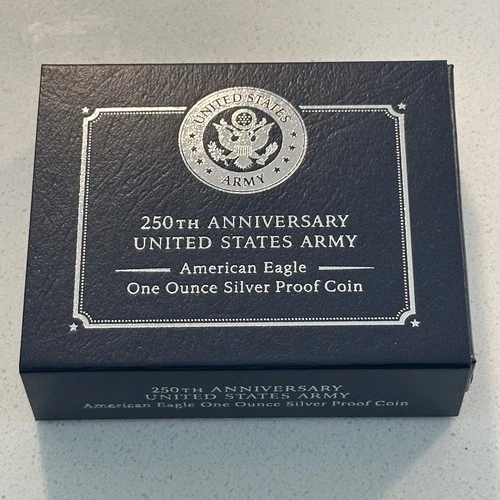 UNITED STATES
ARMY
250TH ANNIVERSARY
UNITED STATES ARMY
American Eagle
One Ounce Silver Proof Coin
250TH ANNIVERSARY
UNITED STATES ARMY
American Eagle One Ounce Silver Proof Coin